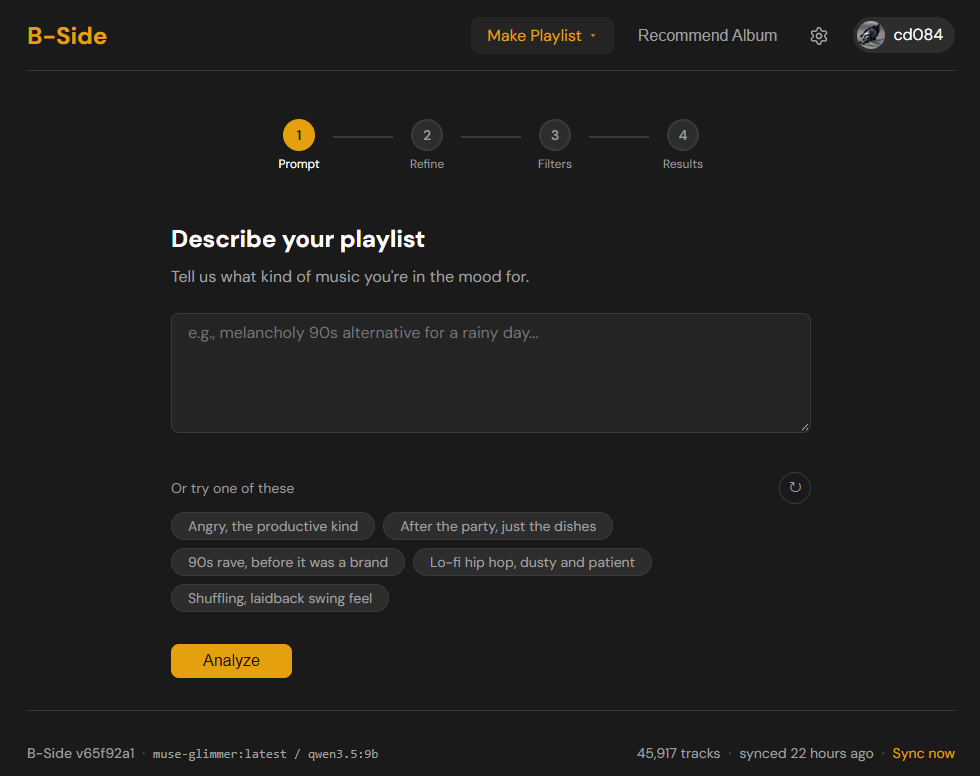 B-Side
Make Playlist
Recommend Album
cd084
1
2
3
4
Prompt
Refine
Filters
Results
Describe your playlist
Tell us what kind of music you're in the mood for.
e.g., melancholy 90s alternative for a rainy day...
Or try one of these
Angry, the productive kind
After the party, just the dishes
90s rave, before it was a brand
Lo-fi hip hop, dusty and patient
Shuffling, laidback swing feel
Analyze
B-Side v65f92a1 · muse-glimmer:latest / qwen3.5:9b
45,917 tracks · synced 22 hours ago · Sync now